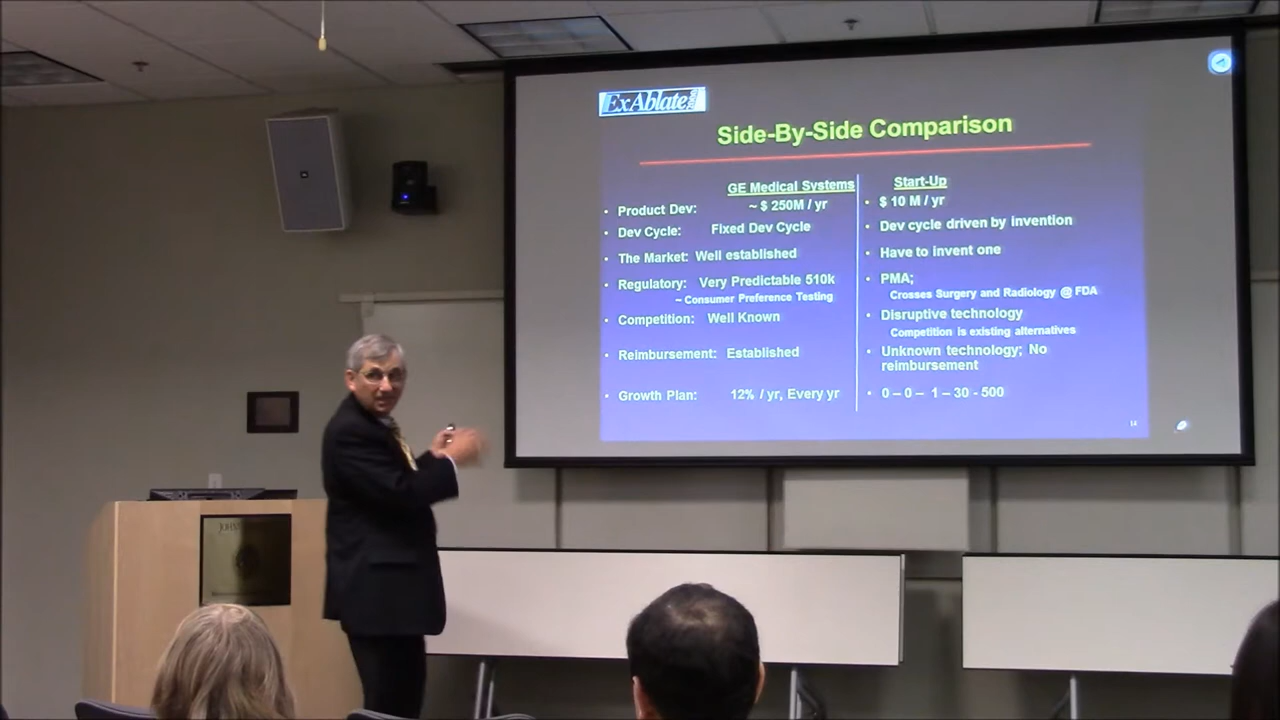 ExAblate 2000
Side-By-Side Comparison
GE Medical Systems
• Product Dev: ~ $ 250M / yr
• Dev Cycle: Fixed Dev Cycle
• The Market: Well established
• Regulatory: Very Predictable 510k
~ Consumer Preference Testing
• Competition: Well Known
• Reimbursement: Established
• Growth Plan: 12% / yr, Every yr
Start-Up
• $ 10 M / yr
• Dev cycle driven by invention
• Have to invent one
• PMA;
Crosses Surgery and Radiology @ FDA
• Disruptive technology
Competition is existing alternatives
• Unknown technology; No
reimbursement
• 0 – 0 – 1 – 30 - 500